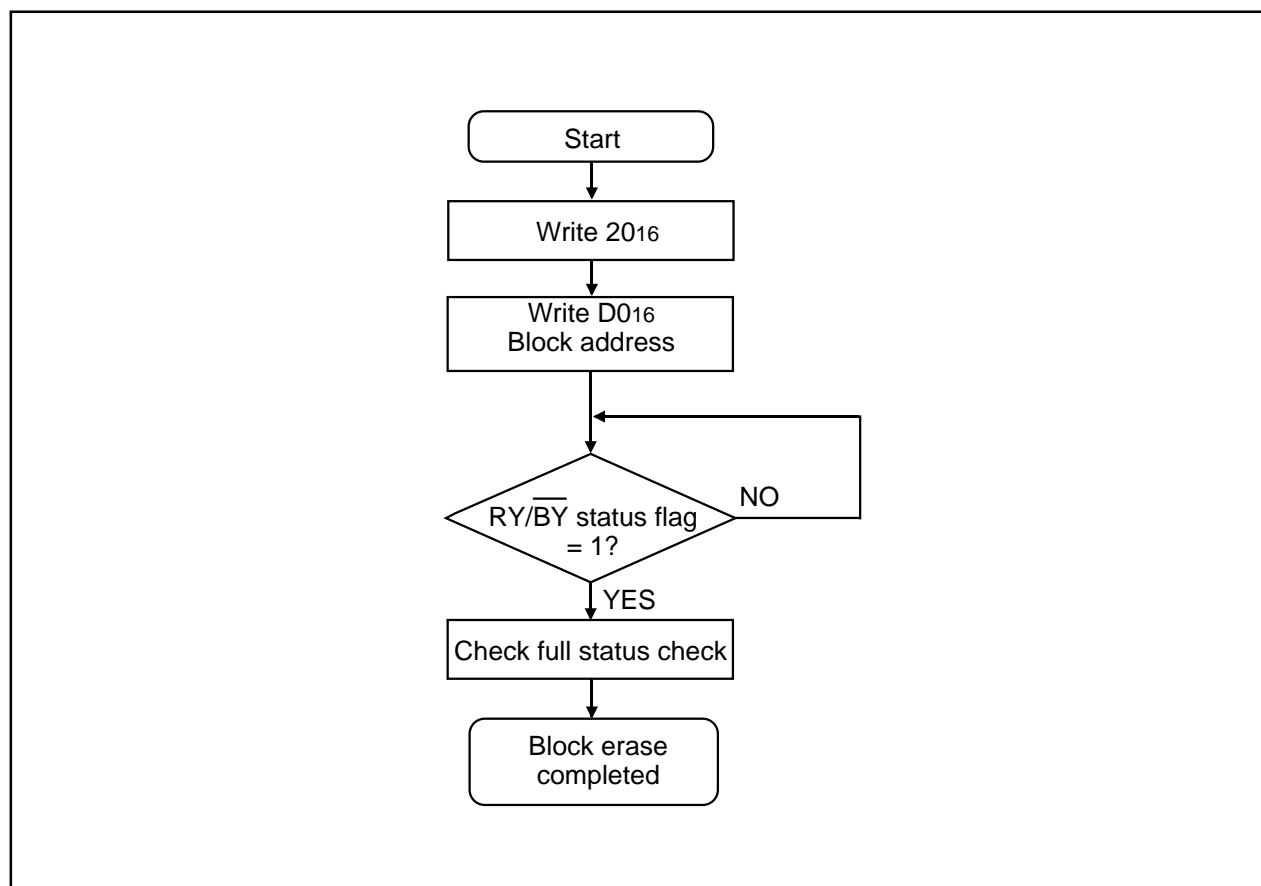 Start
Write 2016
Write D016
Block address
NO
RY/B̅Y̅ status flag
= 1?
YES
Check full status check
Block erase
completed